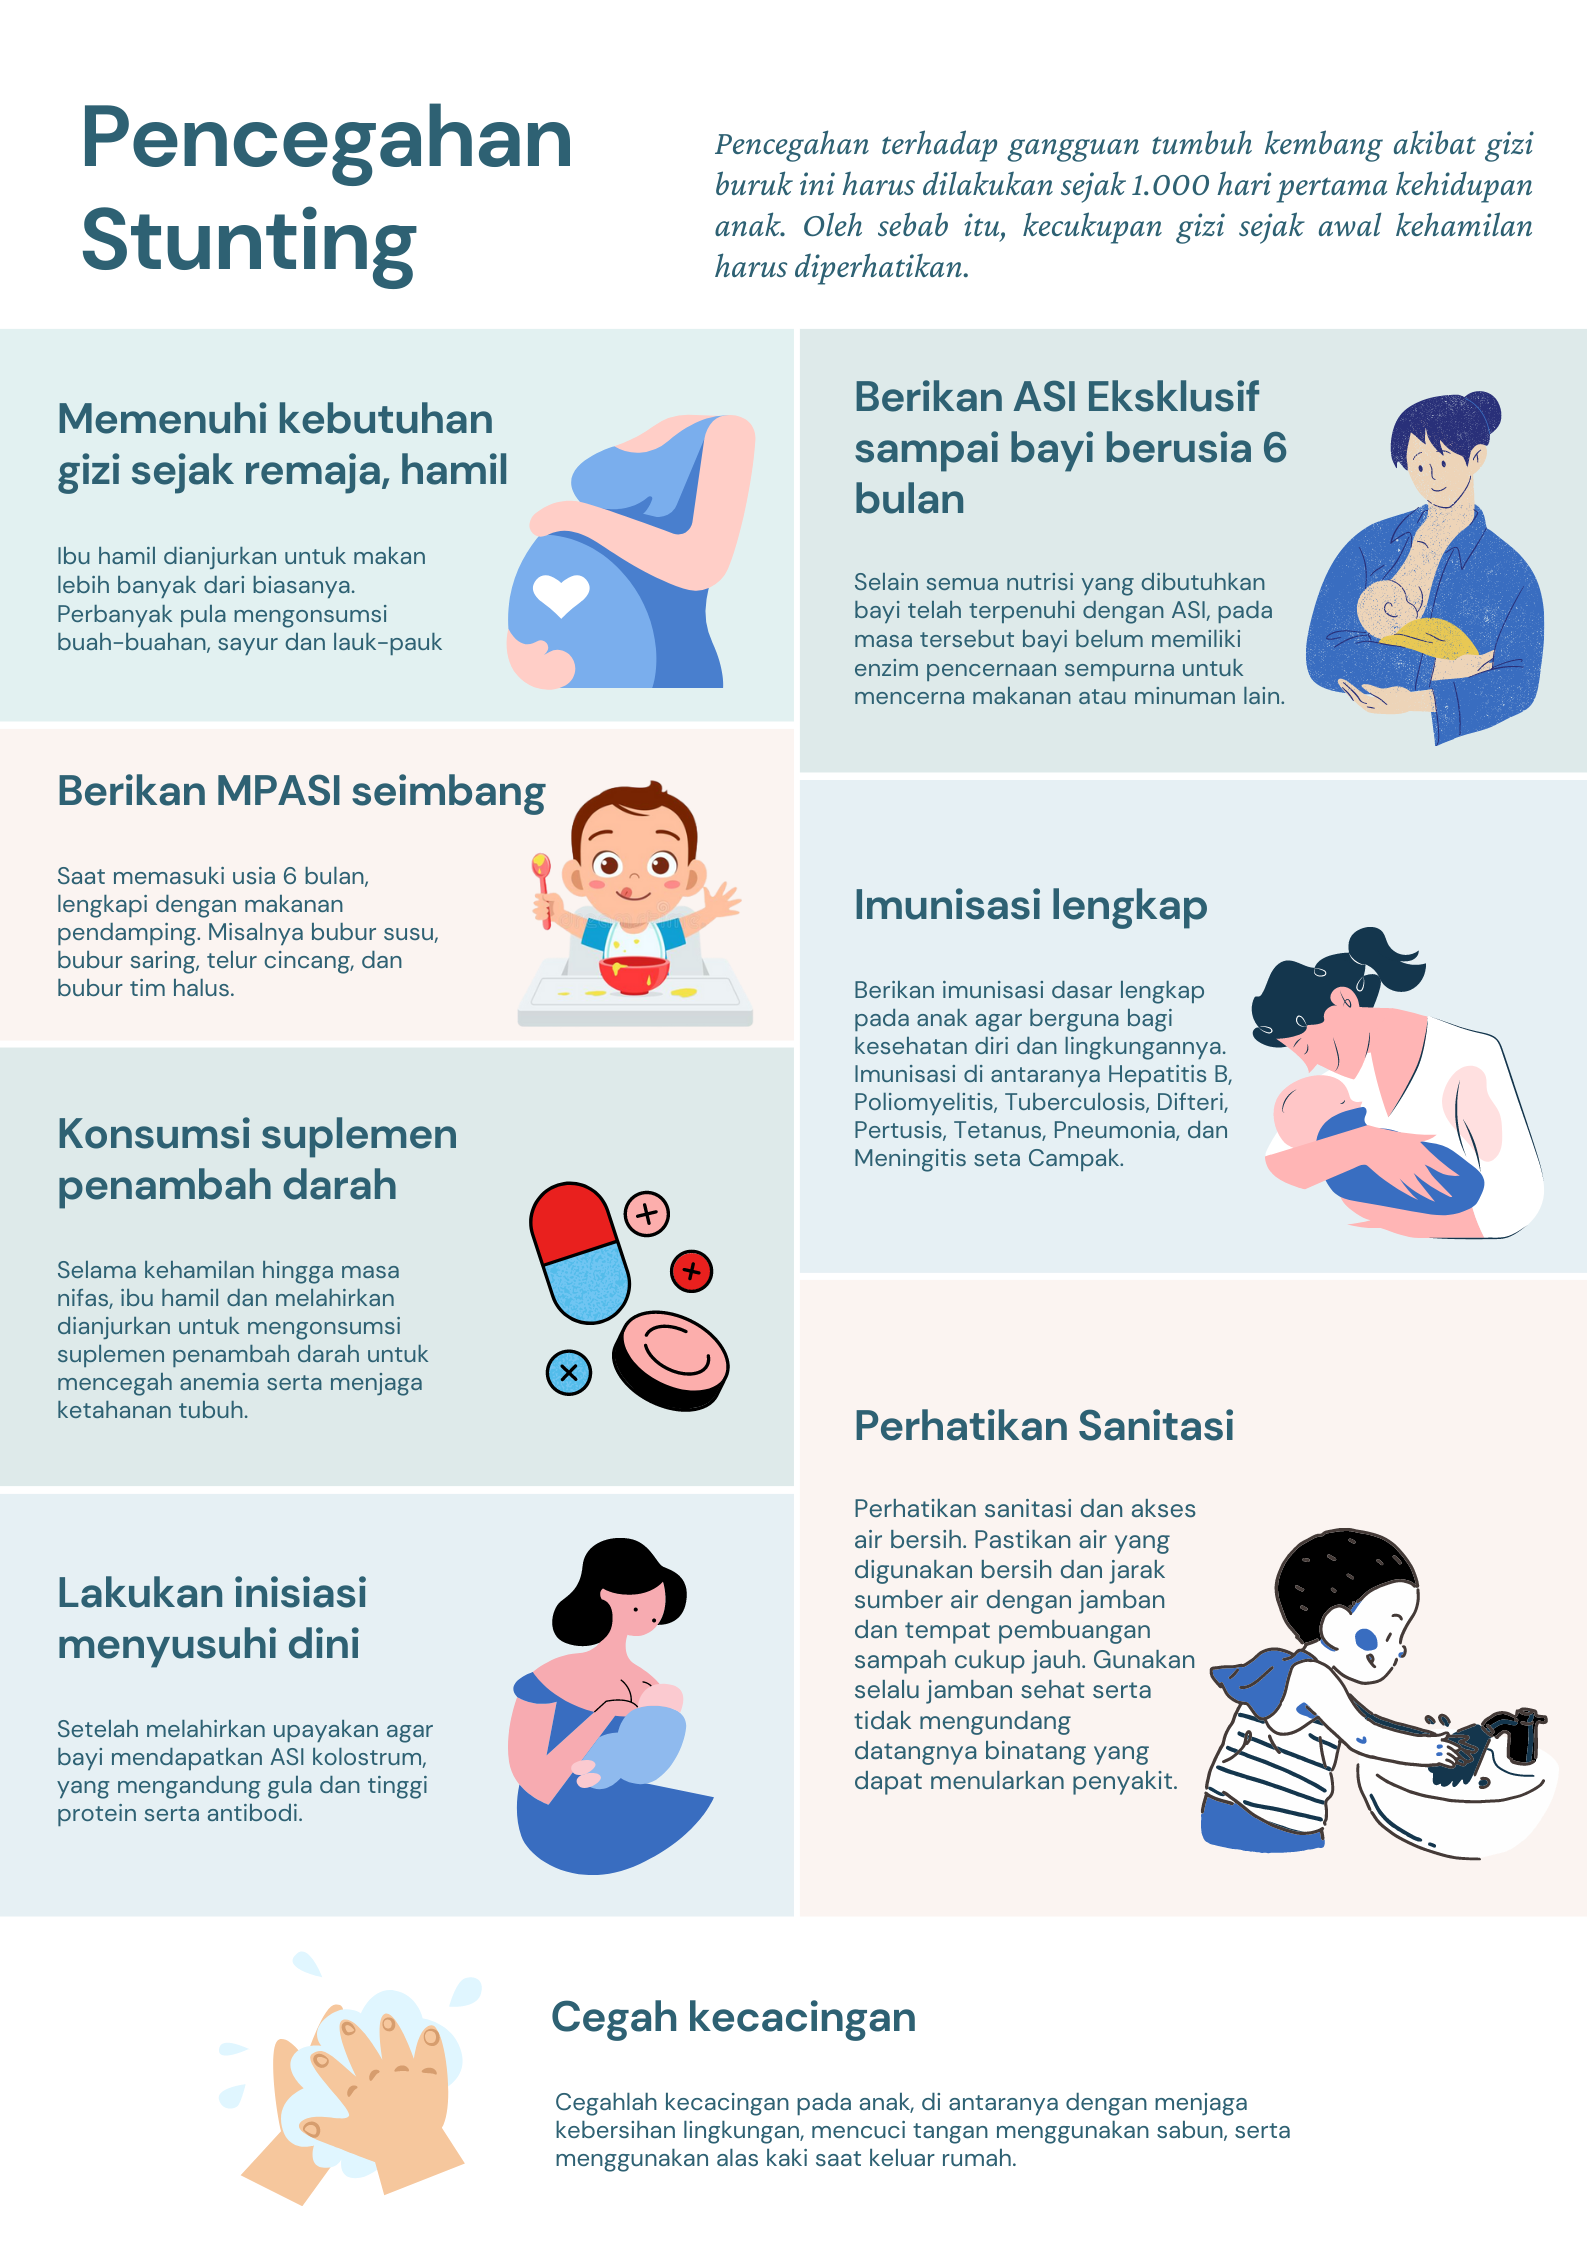 Pencegahan
Stunting
Pencegahan terhadap gangguan tumbuh kembang akibat gizi
buruk ini harus dilakukan sejak 1.000 hari pertama kehidupan
anak. Oleh sebab itu, kecukupan gizi sejak awal kehamilan
harus diperhatikan.
Memenuhi kebutuhan
gizi sejak remaja, hamil
Ibu hamil dianjurkan untuk makan
lebih banyak dari biasanya.
Perbanyak pula mengonsumsi
buah-buahan, sayur dan lauk-pauk
Berikan MPASI seimbang
Saat memasuki usia 6 bulan,
lengkapi dengan makanan
pendamping. Misalnya bubur susu,
bubur saring, telur cincang, dan
bubur tim halus.
Konsumsi suplemen
penambah darah
Selama kehamilan hingga masa
nifas, ibu hamil dan melahirkan
dianjurkan untuk mengonsumsi
suplemen penambah darah untuk
mencegah anemia serta menjaga
ketahanan tubuh.
Lakukan inisiasi
menyusuhi dini
Setelah melahirkan upayakan agar
bayi mendapatkan ASI kolostrum,
yang mengandung gula dan tinggi
protein serta antibodi.
Berikan ASI Eksklusif
sampai bayi berusia 6
bulan
Selain semua nutrisi yang dibutuhkan
bayi telah terpenuhi dengan ASI, pada
masa tersebut bayi belum memiliki
enzim pencernaan sempurna untuk
mencerna makanan atau minuman lain.
Imunisasi lengkap
Berikan imunisasi dasar lengkap
pada anak agar berguna bagi
kesehatan diri dan lingkungannya.
Imunisasi di antaranya Hepatitis B,
Poliomyelitis, Tuberculosis, Difteri,
Pertusis, Tetanus, Pneumonia, dan
Meningitis seta Campak.
Perhatikan Sanitasi
Perhatikan sanitasi dan akses
air bersih. Pastikan air yang
digunakan bersih dan jarak
sumber air dengan jamban
dan tempat pembuangan
sampah cukup jauh. Gunakan
selalu jamban sehat serta
tidak mengundang
datangnya binatang yang
dapat menularkan penyakit.
Cegah kecacingan
Cegahlah kecacingan pada anak, di antaranya dengan menjaga
kebersihan lingkungan, mencuci tangan menggunakan sabun, serta
menggunakan alas kaki saat keluar rumah.